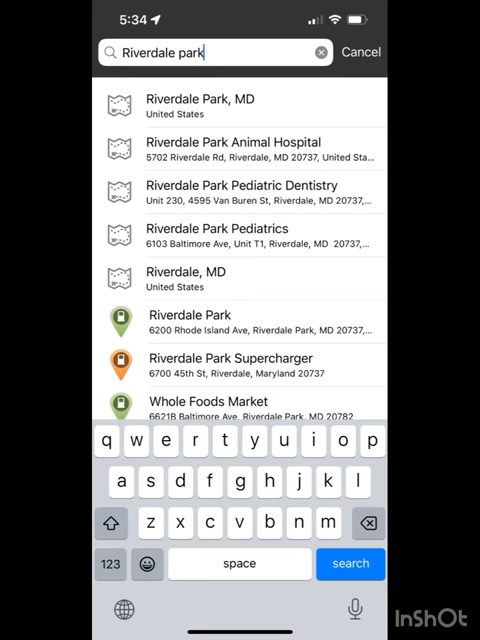 5:34
Riverdale park
Cancel
Riverdale Park, MD
United States
Riverdale Park Animal Hospital
5702 Riverdale Rd, Riverdale, MD 20737, United Sta...
Riverdale Park Pediatric Dentistry
Unit 230, 4595 Van Buren St, Riverdale, MD 20737,...
Riverdale Park Pediatrics
6103 Baltimore Ave, Unit T1, Riverdale, MD 20737,...
Riverdale, MD
United States
Riverdale Park
6200 Rhode Island Ave, Riverdale Park, MD 20737,...
Riverdale Park Supercharger
6700 45th St, Riverdale, Maryland 20737
Whole Foods Market
6621B Baltimore Ave, Riverdale Park, MD 20782
q w e r t y u i o p
a s d f g h j k l
z x c v b n m
123 space search
InShOt